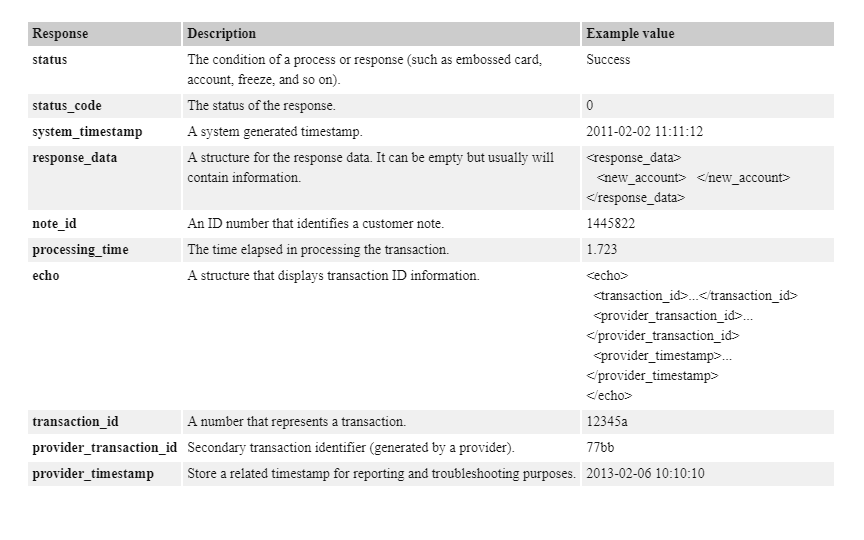 Response Description Example value
status The condition of a process or response (such as embossed card, Success
account, freeze, and so on).
status_code The status of the response. 0
system_timestamp A system generated timestamp. 2011-02-02 11:11:12
response_data A structure for the response data. It can be empty but usually will <response_data>
contain information. <new_account> </new_account>
</response_data>
note_id An ID number that identifies a customer note. 1445822
processing_time The time elapsed in processing the transaction. 1.723
echo A structure that displays transaction ID information. <echo>
<transaction_id>...</transaction_id>
<provider_transaction_id>...
</provider_transaction_id>
<provider_timestamp>...
</provider_timestamp>
</echo>
transaction_id A number that represents a transaction. 12345a
provider_transaction_id Secondary transaction identifier (generated by a provider). 77bb
provider_timestamp Store a related timestamp for reporting and troubleshooting purposes. 2013-02-06 10:10:10